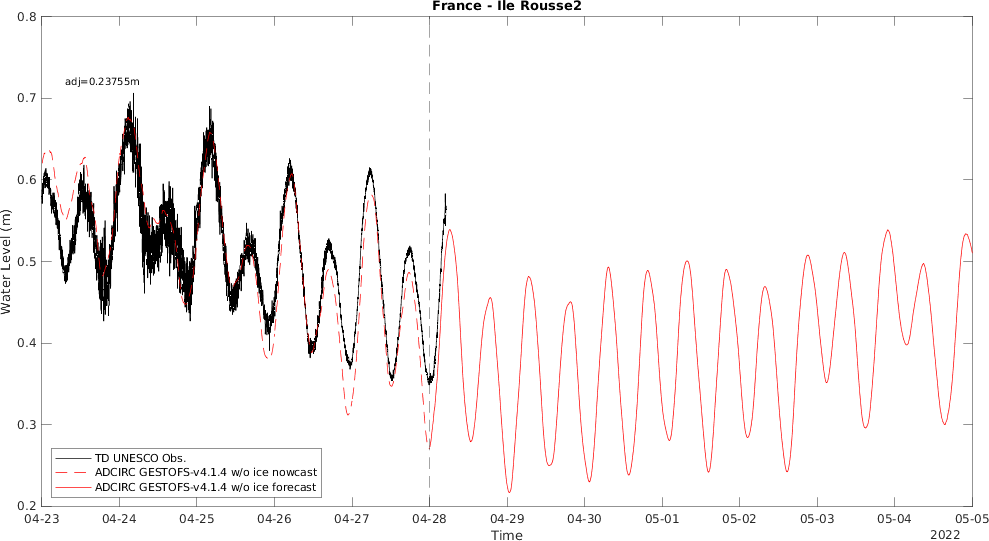 France - Ile Rousse2
0.8
0.7
0.6
0.5
0.4
0.3
0.2
Water Level (m)
adj=0.23755m
TD UNESCO Obs.
ADCIRC GESTOFS-v4.1.4 w/o ice nowcast
ADCIRC GESTOFS-v4.1.4 w/o ice forecast
04-23 04-24 04-25 04-26 04-27 04-28 04-29 04-30 05-01 05-02 05-03 05-04 05-05
Time
2022